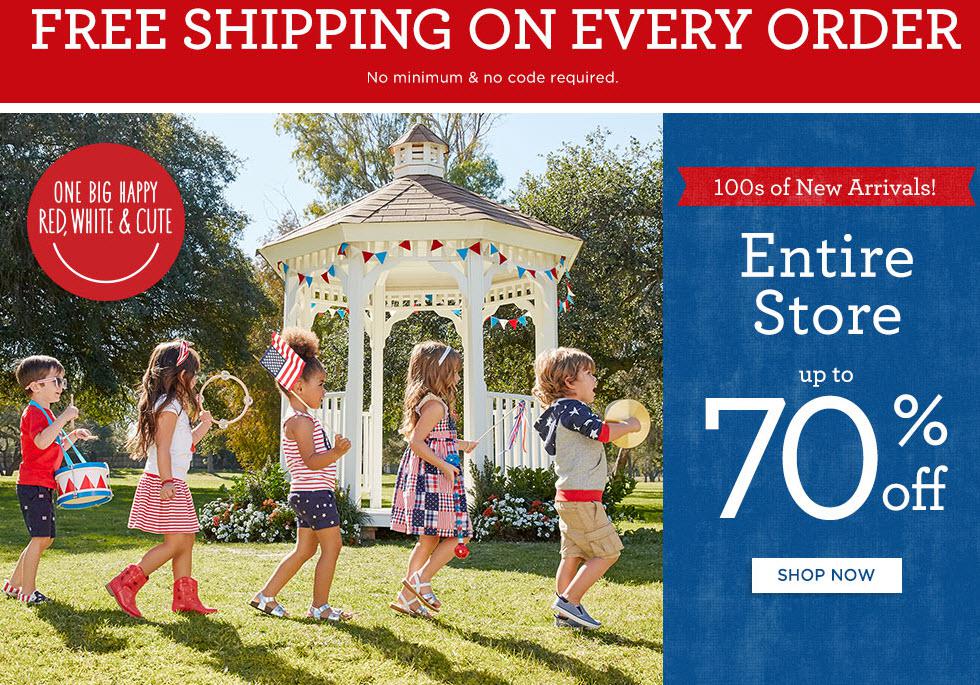 FREE SHIPPING ON EVERY ORDER
No minimum & no code required.
ONE BIG HAPPY
RED, WHITE & CUTE
100s of New Arrivals!
Entire
Store
up to
70% off
SHOP NOW